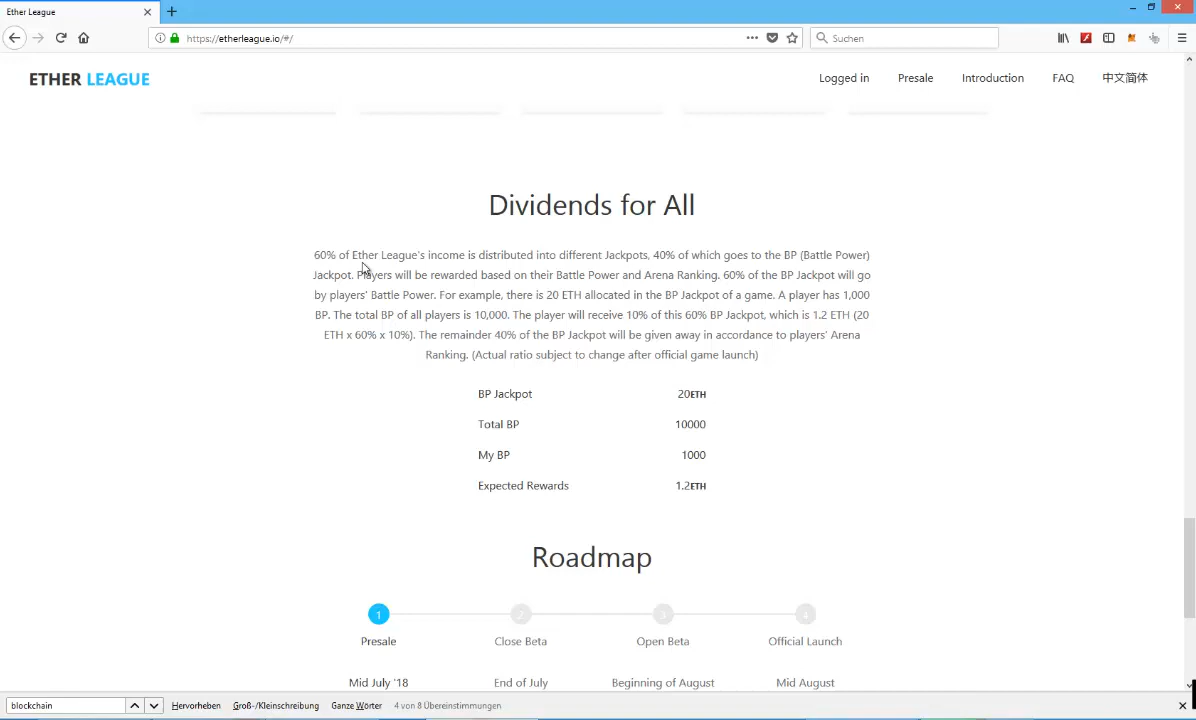 Ether League
https://etherleague.io/#/
Suchen
ETHER LEAGUE
Logged in
Presale
Introduction
FAQ
中文简体
Dividends for All
60% of Ether League's income is distributed into different Jackpots, 40% of which goes to the BP (Battle Power)
Jackpot. Players will be rewarded based on their Battle Power and Arena Ranking. 60% of the BP Jackpot will go
by players' Battle Power. For example, there is 20 ETH allocated in the BP Jackpot of a game. A player has 1,000
BP. The total BP of all players is 10,000. The player will receive 10% of this 60% BP Jackpot, which is 1.2 ETH (20
ETH x 60% x 10%). The remainder 40% of the BP Jackpot will be given away in accordance to players' Arena
Ranking. (Actual ratio subject to change after official game launch)
BP Jackpot 20ETH
Total BP 10000
My BP 1000
Expected Rewards 1.2ETH
Roadmap
1 2 3 4
Presale Close Beta Open Beta Official Launch
Mid July '18 End of July Beginning of August Mid August
blockchain Hervorheben Groß-/Kleinschreibung Ganze Wörter 4 von 8 Übereinstimmungen